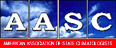 AASC
AMERICAN ASSOCIATION OF STATE CLIMATOLOGISTS